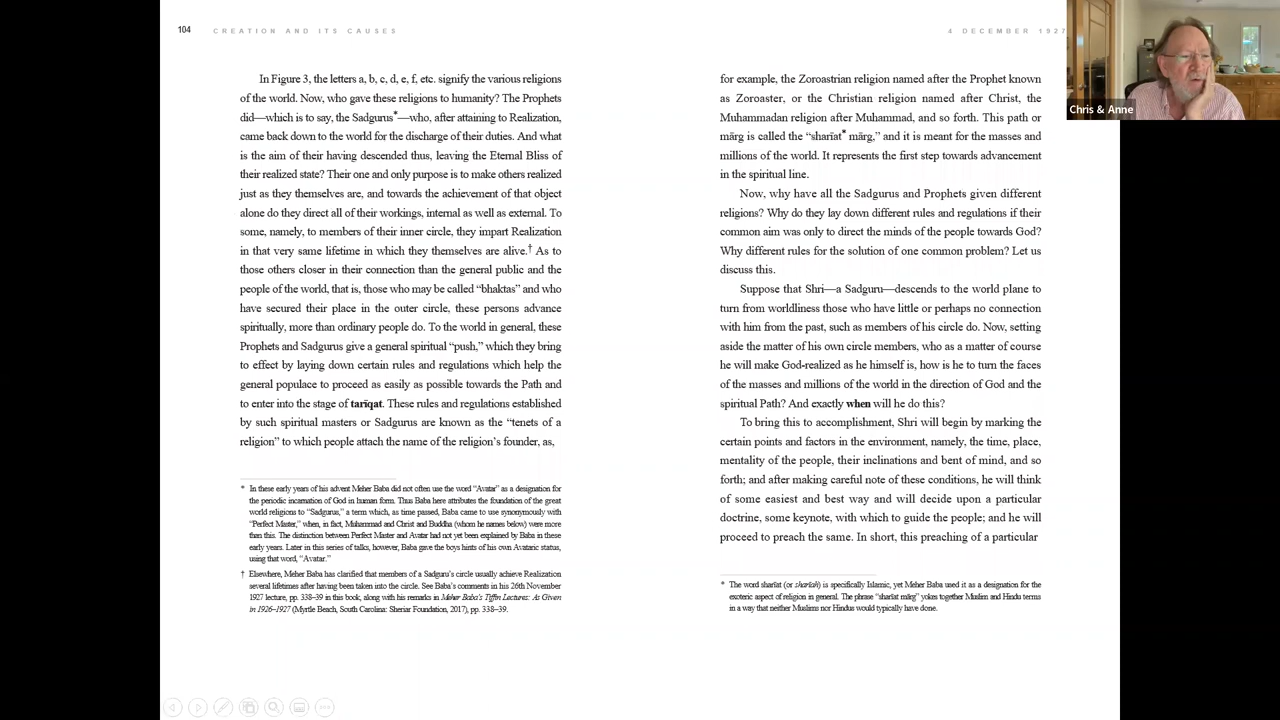 104 CREATION AND ITS CAUSES
In Figure 3, the letters a, b, c, d, e, f, etc. signify the various religions
of the world. Now, who gave these religions to humanity? The Prophets
did—which is to say, the Sadgurus*—who, after attaining to Realization,
came back down to the world for the discharge of their duties. And what
is the aim of their having descended thus, leaving the Eternal Bliss of
their realized state? Their one and only purpose is to make others realized
just as they themselves are, and towards the achievement of that object
alone do they direct all of their workings, internal as well as external. To
some, namely, to members of their inner circle, they impart Realization
in that very same lifetime in which they themselves are alive.† As to
those others closer in their connection than the general public and the
people of the world, that is, those who may be called “bhaktas” and who
have secured their place in the outer circle, these persons advance
spiritually, more than ordinary people do. To the world in general, these
Prophets and Sadgurus give a general spiritual “push,” which they bring
to effect by laying down certain rules and regulations which help the
general populace to proceed as easily as possible towards the Path and
to enter into the stage of tarīqat. These rules and regulations established
by such spiritual masters or Sadgurus are known as the “tenets of a
religion” to which people attach the name of the religion’s founder, as,
* In these early years of his advent Meher Baba did not often use the word “Avatar” as a designation for
the periodic incarnation of God in human form. Thus Baba here attributes the foundation of the great
world religions to “Sadgurus,” a term which, as time passed, Baba came to use synonymously with
“Perfect Master,” when, in fact, Muhammad and Christ and Buddha (whom he names below) were more
than this. The distinction between Perfect Master and Avatar had not yet been explained by Baba in these
early years. Later in this series of talks, however, Baba gave the boys hints of his own Avataric status,
using that word, “Avatar.”
† Elsewhere, Meher Baba has clarified that members of a Sadguru’s circle usually achieve Realization
several lifetimes after having been taken into the circle. See Baba’s comments in his 26th November
1927 lecture, pp. 338–39 in this book, along with his remarks in Meher Baba’s Tiffin Lectures: As Given
in 1926–1927 (Myrtle Beach, South Carolina: Sheriar Foundation, 2017), pp. 338–39.
4 DECEMBER 1927
for example, the Zoroastrian religion named after the Prophet known
as Zoroaster, or the Christian religion named after Christ, the
Muhammadan religion after Muhammad, and so forth. This path or
mārg is called the “sharīat* mārg,” and it is meant for the masses and
millions of the world. It represents the first step towards advancement
in the spiritual line.
Now, why have all the Sadgurus and Prophets given different
religions? Why do they lay down different rules and regulations if their
common aim was only to direct the minds of the people towards God?
Why different rules for the solution of one common problem? Let us
discuss this.
Suppose that Shri—a Sadguru—descends to the world plane to
turn from worldliness those who have little or perhaps no connection
with him from the past, such as members of his circle do. Now, setting
aside the matter of his own circle members, who as a matter of course
he will make God-realized as he himself is, how is he to turn the faces
of the masses and millions of the world in the direction of God and the
spiritual Path? And exactly when will he do this?
To bring this to accomplishment, Shri will begin by marking the
certain points and factors in the environment, namely, the time, place,
mentality of the people, their inclinations and bent of mind, and so
forth; and after making careful note of these conditions, he will think
of some easiest and best way and will decide upon a particular
doctrine, some keynote, with which to guide the people; and he will
proceed to preach the same. In short, this preaching of a particular
* The word sharīat (or sharīah) is specifically Islamic, yet Meher Baba used it as a designation for the
exoteric aspect of religion in general. The phrase “sharīat mārg” yokes together Muslim and Hindu terms
in a way that neither Muslims nor Hindus would typically have done.
Chris & Anne